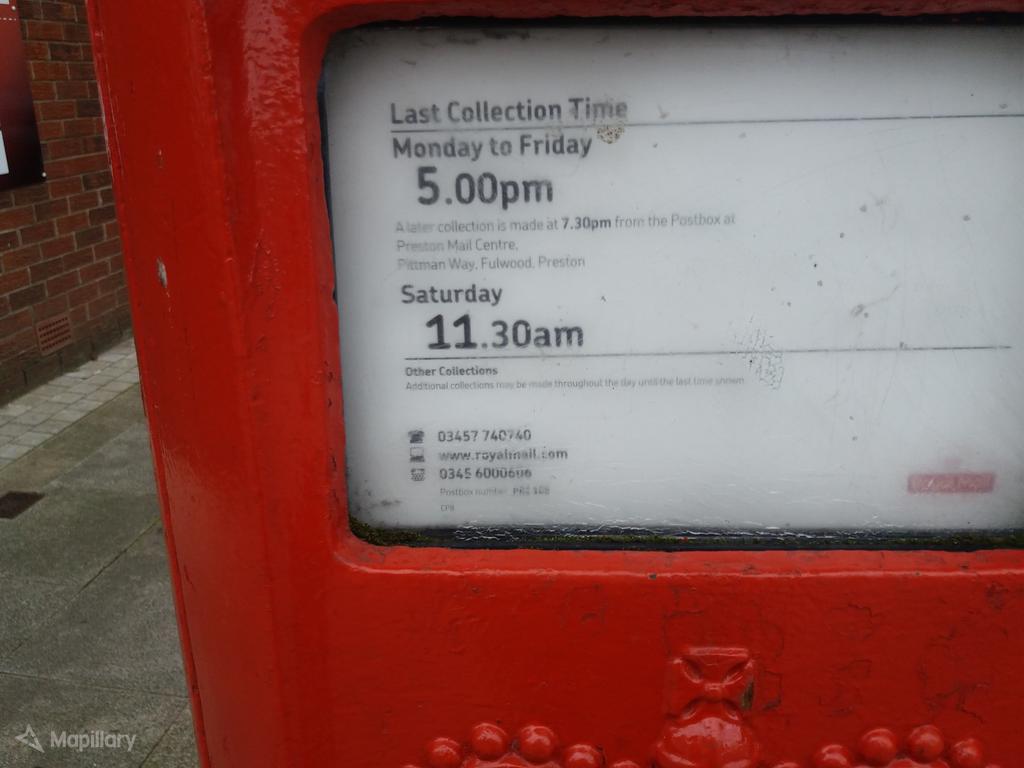 Last Collection Time
Monday to Friday
5.00pm
A later collection is made at 7.30pm from the Postbox at
Preston Mail Centre,
Pittman Way, Fulwood, Preston
Saturday
11.30am
Other Collections
Additional collections may be made throughout the day until the last time shown
03457 740740
www.royalmail.com
0345 6000606
Postbox number
Royal Mail
Mapillary